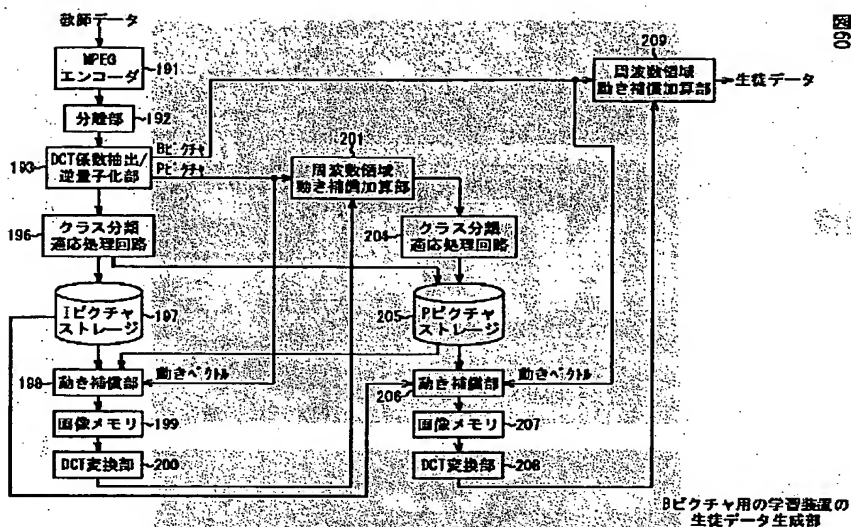 図60
教師データ
MPEG
エンコーダ
191
分離部
192
193
DCT係数抽出/
逆量子化部
Bピクチャ
Pピクチャ
201
周波数領域
動き補償加算部
209
周波数領域
動き補償加算部
生徒データ
196
クラス分類
適応処理回路
204
クラス分類
適応処理回路
Iピクチャ
ストレージ
197
205
Pピクチャ
ストレージ
198
動き補償部
動きベクトル
206
動き補償部
動きベクトル
画像メモリ
199
画像メモリ
207
DCT変換部
200
DCT変換部
208
Bピクチャ用の学習装置の
生徒データ生成部